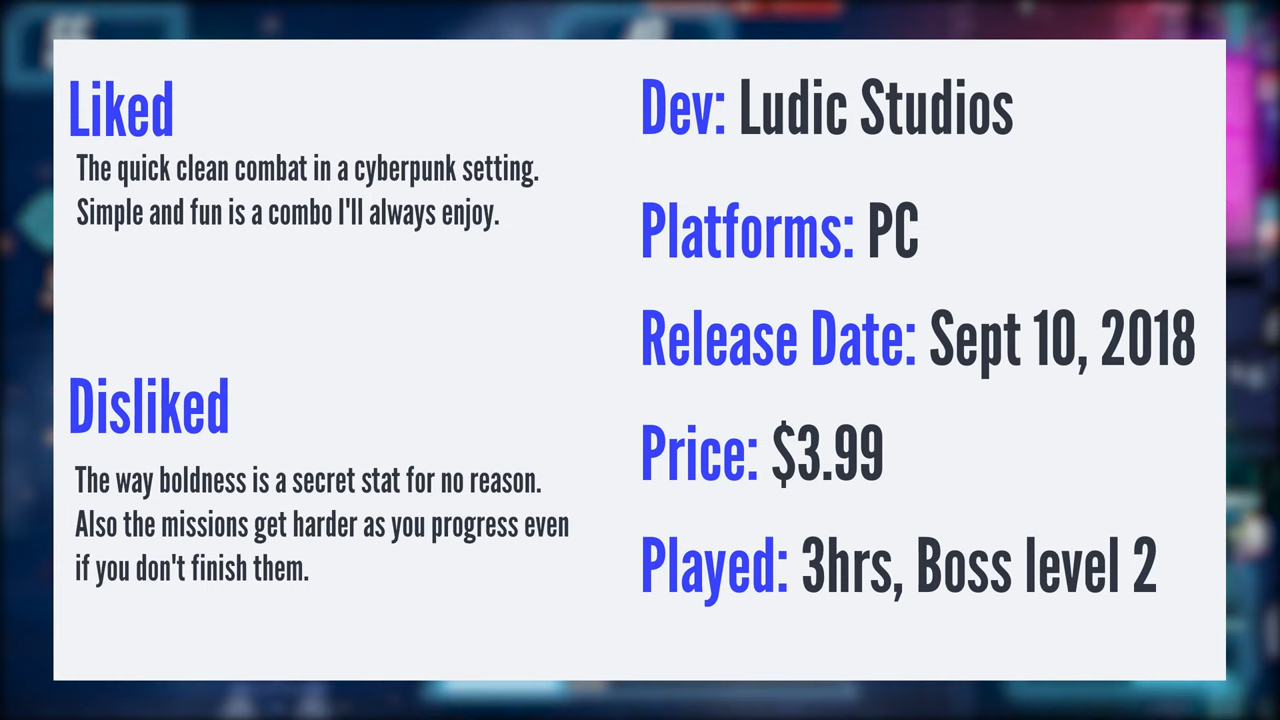 Liked
The quick clean combat in a cyberpunk setting.
Simple and fun is a combo I'll always enjoy.
Disliked
The way boldness is a secret stat for no reason.
Also the missions get harder as you progress even
if you don't finish them.
Dev: Ludic Studios
Platforms: PC
Release Date: Sept 10, 2018
Price: $3.99
Played: 3hrs, Boss level 2